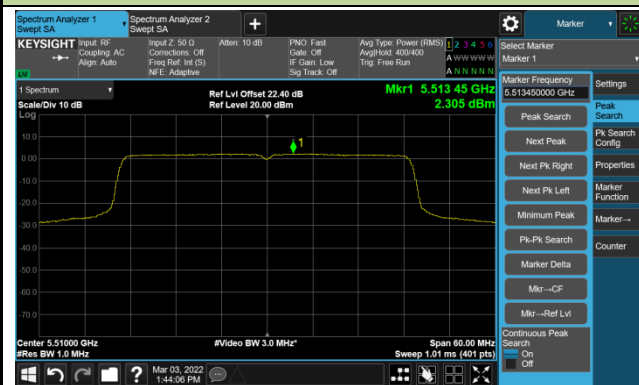 Spectrum Analyzer 1
Swept SA
Spectrum Analyzer 2
Swept SA
+
Marker
KEYSIGHT Input: RF
Coupling: AC
Align: Auto
Input Z: 50 Ω
Corrections: Off
Freq Ref: Int (S)
NFE: Adaptive
Atten: 10 dB
PNO: Fast
Gate: Off
IF Gain: Low
Sig Track: Off
Avg Type: Power (RMS)
Avg|Hold: 400/400
Trig: Free Run
1 2 3 4 5 6
A W W W W W
A N N N N N
LXI
Select Marker
Marker 1
1 Spectrum
Scale/Div 10 dB
Log
Ref Lvl Offset 22.40 dB
Ref Level 20.00 dBm
Mkr1 5.513 45 GHz
2.305 dBm
10.0
0.00
-10.0
-20.0
-30.0
-40.0
-50.0
-60.0
-70.0
1
Center 5.51000 GHz
#Res BW 1.0 MHz
#Video BW 3.0 MHz*
Span 60.00 MHz
Sweep 1.01 ms (401 pts)
Marker Frequency
5.513450000 GHz
Peak Search
Next Peak
Next Pk Right
Next Pk Left
Minimum Peak
Pk-Pk Search
Marker Delta
Mkr→CF
Mkr→Ref Lvl
Continuous Peak
Search
On
Off
Settings
Peak
Search
Pk Search
Config
Properties
Marker
Function
Marker→
Counter
?
Mar 03, 2022
1:44:06 PM